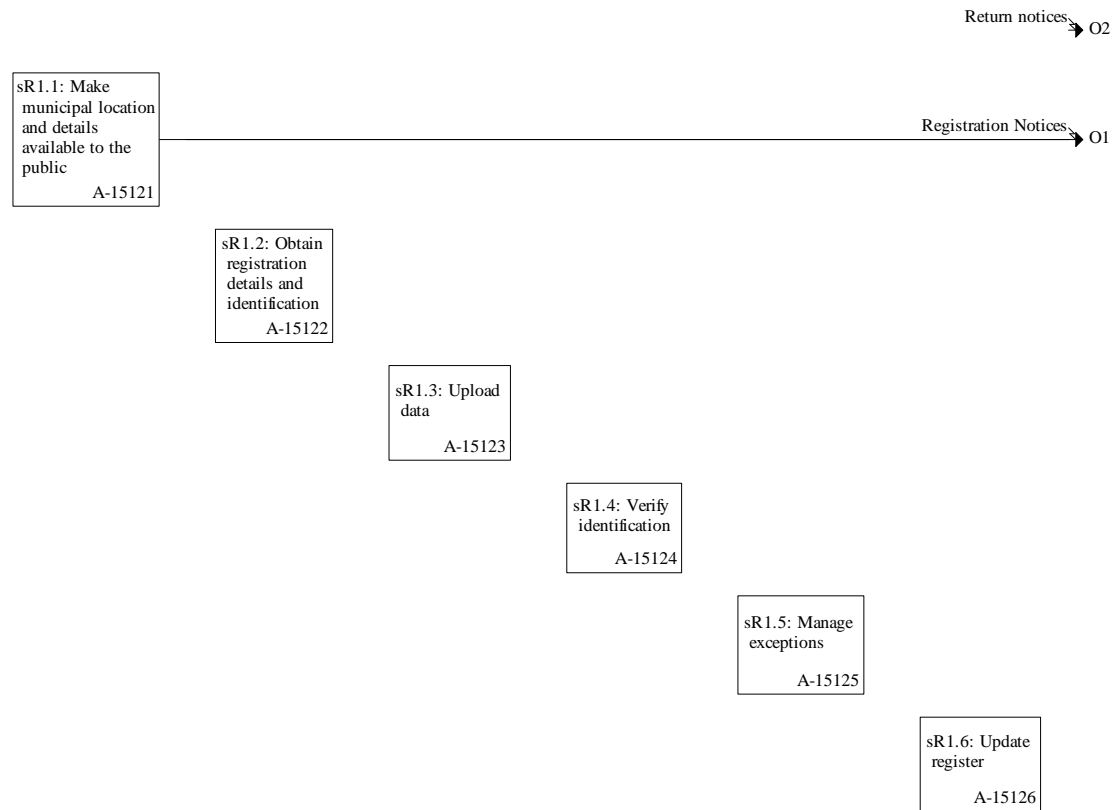 Return notices
O2
sR1.1: Make
municipal location
and details
available to the
public
A-15121
Registration Notices
O1
sR1.2: Obtain
registration
details and
identification
A-15122
sR1.3: Upload
data
A-15123
sR1.4: Verify
identification
A-15124
sR1.5: Manage
exceptions
A-15125
sR1.6: Update
register
A-15126